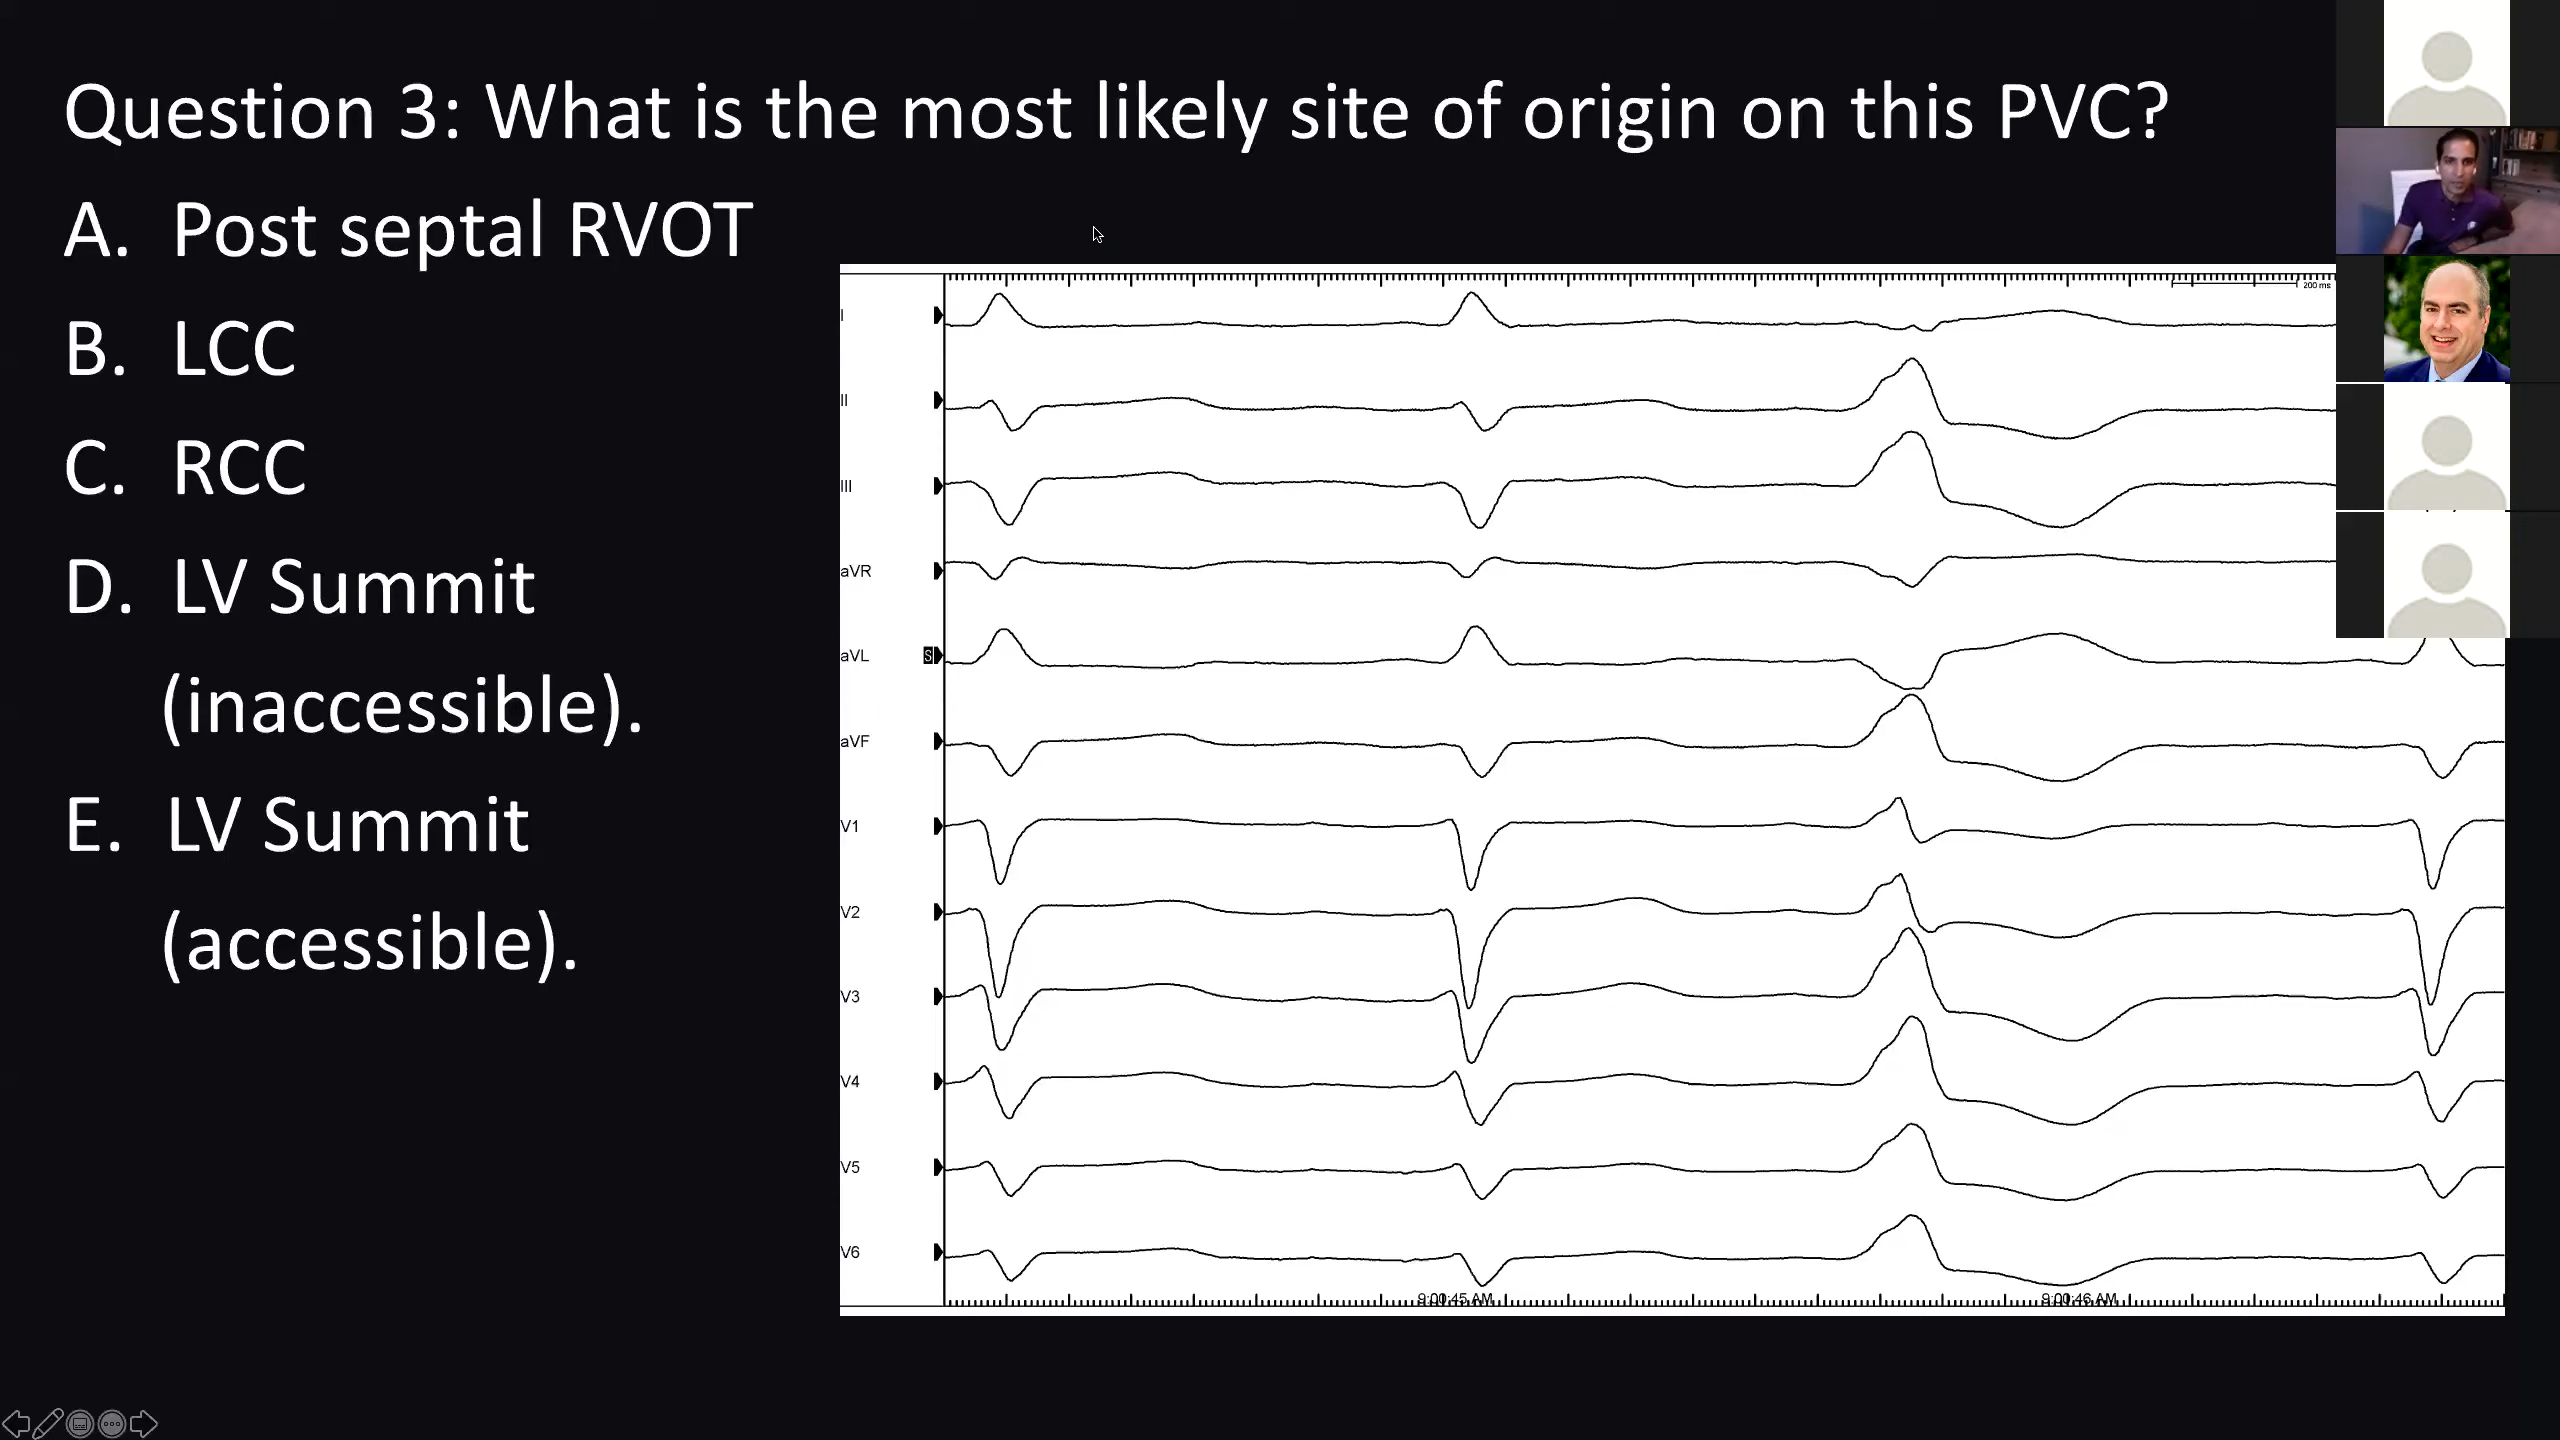 Question 3: What is the most likely site of origin on this PVC?
A. Post septal RVOT
B. LCC
C. RCC
D. LV Summit
(inaccessible).
E. LV Summit
(accessible).
200 ms
I
II
III
aVR
S
aVL
aVF
V1
V2
V3
V4
V5
V6
9:00:45 AM
9:00:46 AM